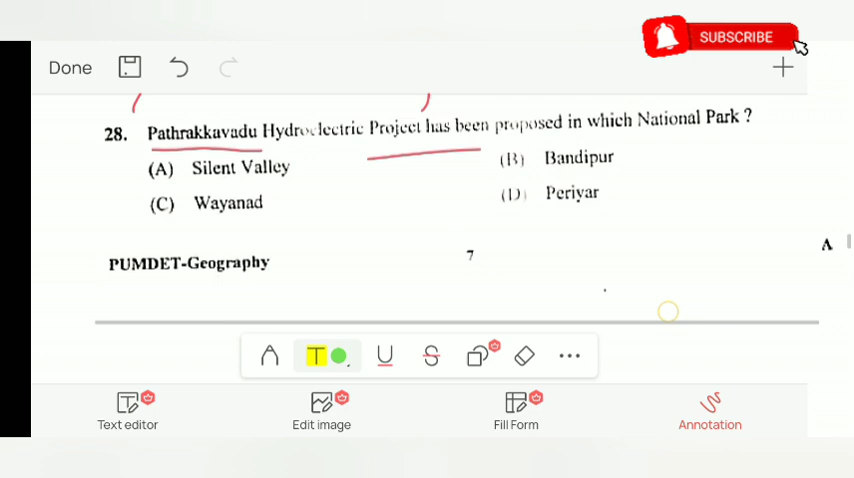 SUBSCRIBE
Done
28. Pathrakkavadu Hydroelectric Project has been proposed in which National Park ?
(A) Silent Valley
(B) Bandipur
(C) Wayanad
(D) Periyar
PUMDET-Geography
7
A
T
U
S
Text editor
Edit image
Fill Form
Annotation